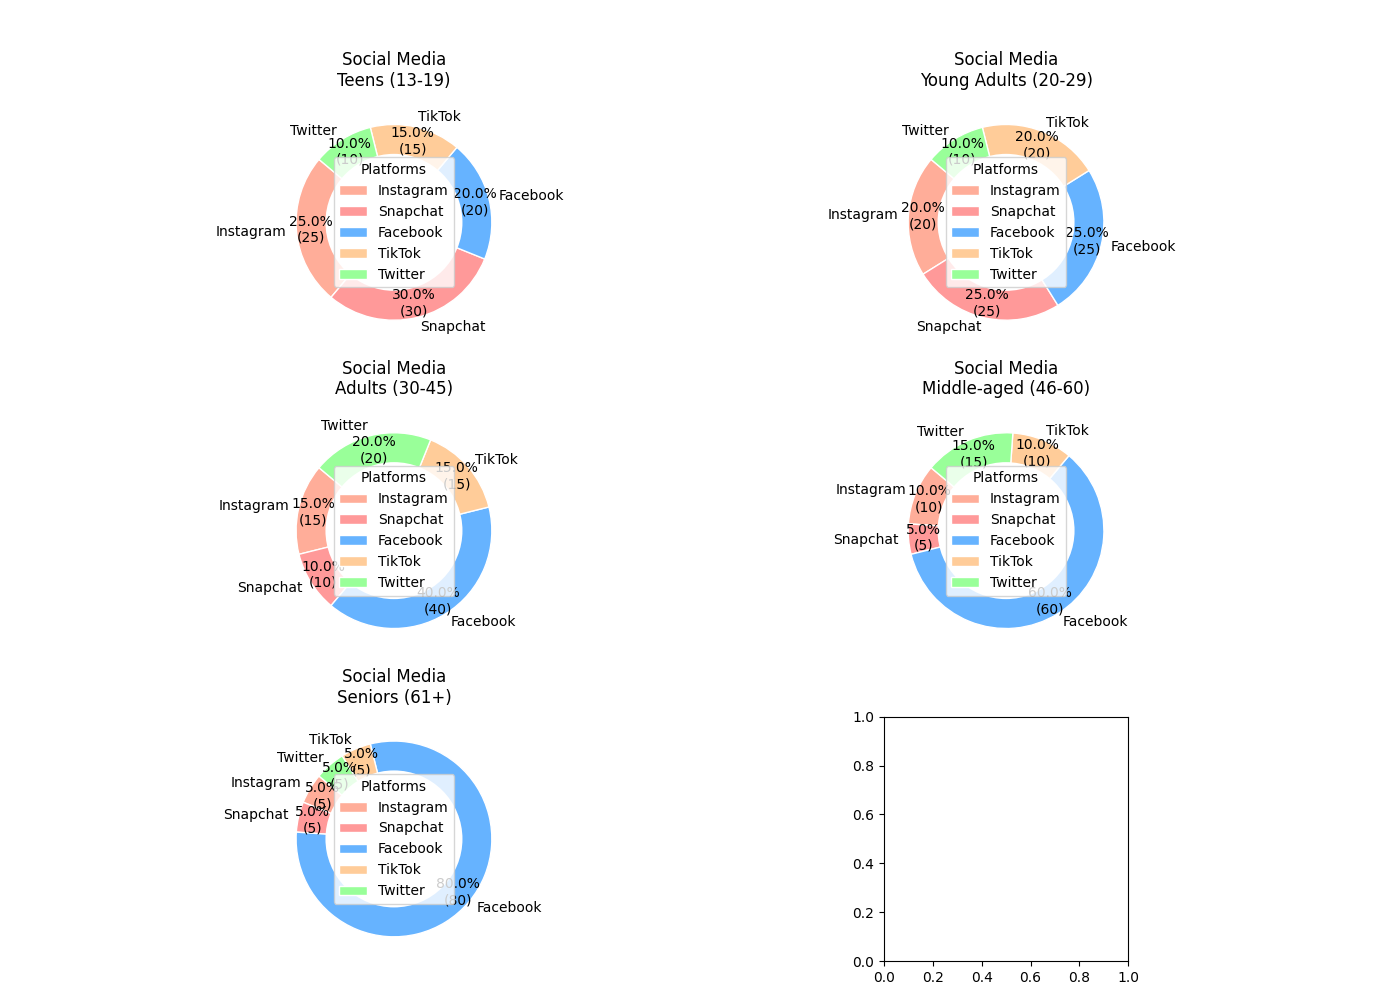 Social Media
Teens (13-19)
TikTok
Twitter
15.0%
(15)
10.0%
(10)
20.0%
(20)
Facebook
25.0%
(25)
Instagram
30.0%
(30)
Snapchat
Platforms
Instagram
Snapchat
Facebook
TikTok
Twitter
Social Media
Young Adults (20-29)
TikTok
Twitter
20.0%
(20)
10.0%
(10)
Instagram
20.0%
(20)
25.0%
(25)
Facebook
25.0%
(25)
Snapchat
Platforms
Instagram
Snapchat
Facebook
TikTok
Twitter
Social Media
Adults (30-45)
Twitter
20.0%
(20)
TikTok
15.0%
(15)
Instagram
15.0%
(15)
10.0%
(10)
Snapchat
40.0%
(40)
Facebook
Platforms
Instagram
Snapchat
Facebook
TikTok
Twitter
Social Media
Middle-aged (46-60)
Twitter
TikTok
15.0%
(15)
10.0%
(10)
Instagram
10.0%
(10)
Snapchat
5.0%
(5)
60.0%
(60)
Facebook
Platforms
Instagram
Snapchat
Facebook
TikTok
Twitter
Social Media
Seniors (61+)
TikTok
5.0%
(5)
Twitter
5.0%
(5)
Instagram
5.0%
(5)
Snapchat
5.0%
(5)
80.0%
(80)
Facebook
Platforms
Instagram
Snapchat
Facebook
TikTok
Twitter
1.0
0.8
0.6
0.4
0.2
0.0
0.0 0.2 0.4 0.6 0.8 1.0